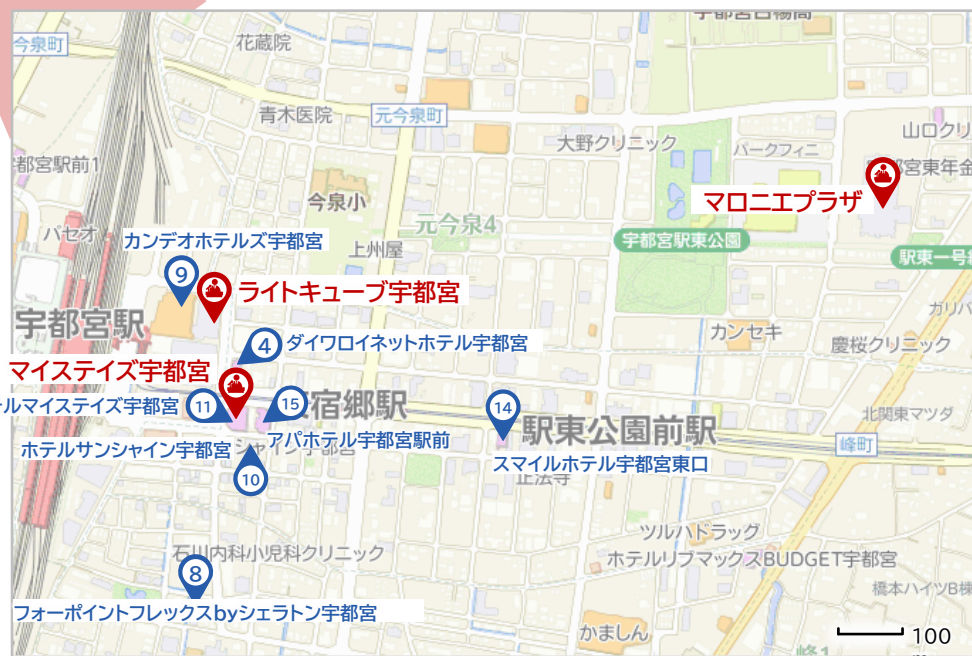 今泉町
花蔵院
青木医院
元今泉町
大野クリニック
パークフィニ
山口クリ
都宮駅前1
宮東年金
今泉小
マロニエプラザ
パセオ
元今泉4
カンデオホテルズ宇都宮
上州屋
宇都宮駅東公園
駅東一号線
9
ライトキューブ宇都宮
ガリバ
宇都宮駅
4
ダイワロイネットホテル宇都宮
カンセキ
慶桜クリニック
マイステイズ宇都宮
ールマイステイズ宇都宮
11
15
宿郷駅
14
北関東マツダ
駅東公園前駅
峰町
ホテルサンシャイン宇都宮
アパホテル宇都宮駅前
スマイルホテル宇都宮東口
10
正法寺
ツルハドラッグ
石川内科小児科クリニック
ホテルリブマックスBUDGET宇都宮
8
橋本ハイツB棟
フォーポイントフレックスbyシェラトン宇都宮
かましん
100
峰1